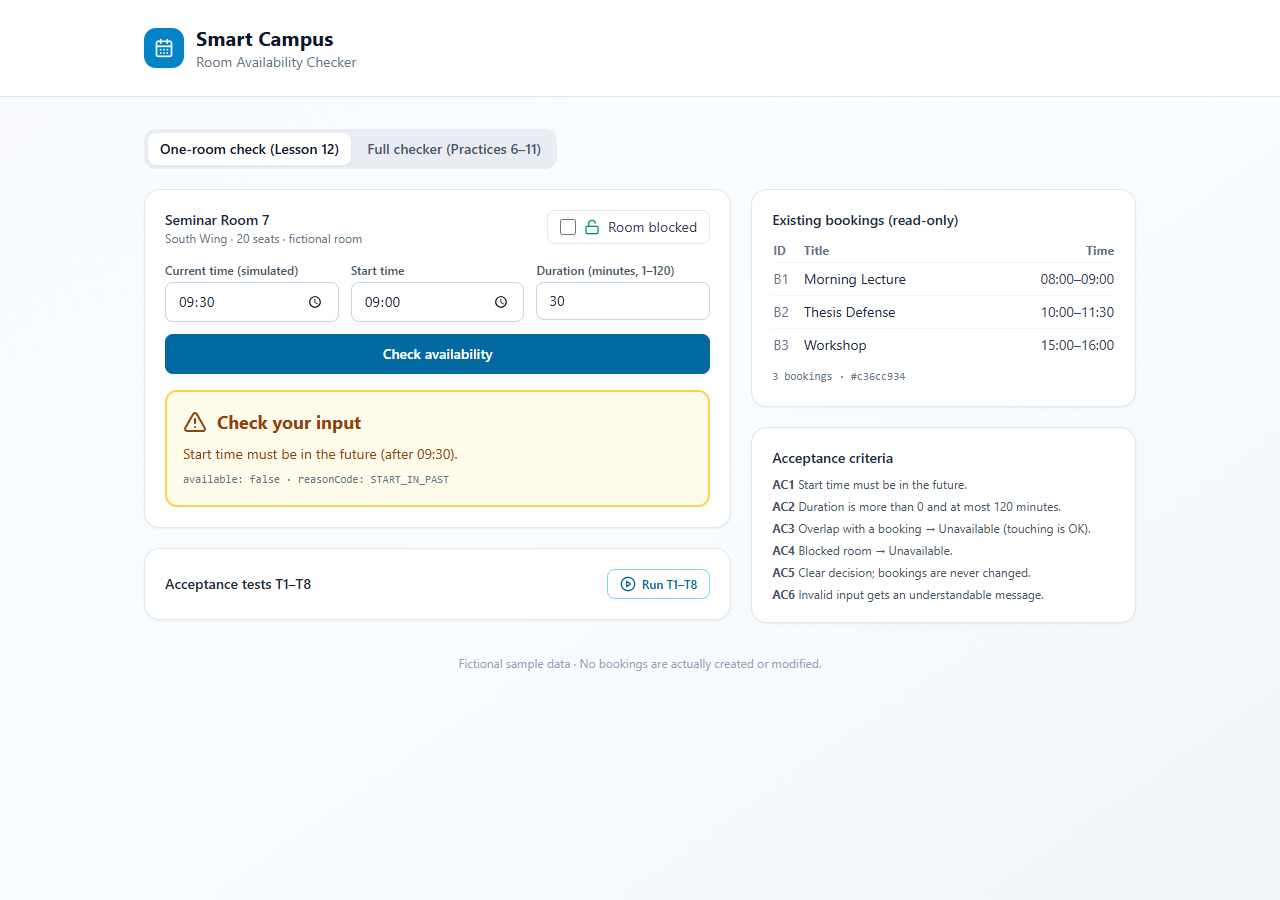 Smart Campus
Room Availability Checker
One-room check (Lesson 12)
Full checker (Practices 6–11)
Seminar Room 7
South Wing · 20 seats · fictional room
Room blocked
Current time (simulated)
Start time
Duration (minutes, 1–120)
09:30
09:00
30
Check availability
Check your input
Start time must be in the future (after 09:30).
available: false · reasonCode: START_IN_PAST
Acceptance tests T1–T8
Run T1–T8
Existing bookings (read-only)
ID Title Time
B1 Morning Lecture 08:00–09:00
B2 Thesis Defense 10:00–11:30
B3 Workshop 15:00–16:00
3 bookings · #c36cc934
Acceptance criteria
AC1 Start time must be in the future.
AC2 Duration is more than 0 and at most 120 minutes.
AC3 Overlap with a booking → Unavailable (touching is OK).
AC4 Blocked room → Unavailable.
AC5 Clear decision; bookings are never changed.
AC6 Invalid input gets an understandable message.
Fictional sample data · No bookings are actually created or modified.